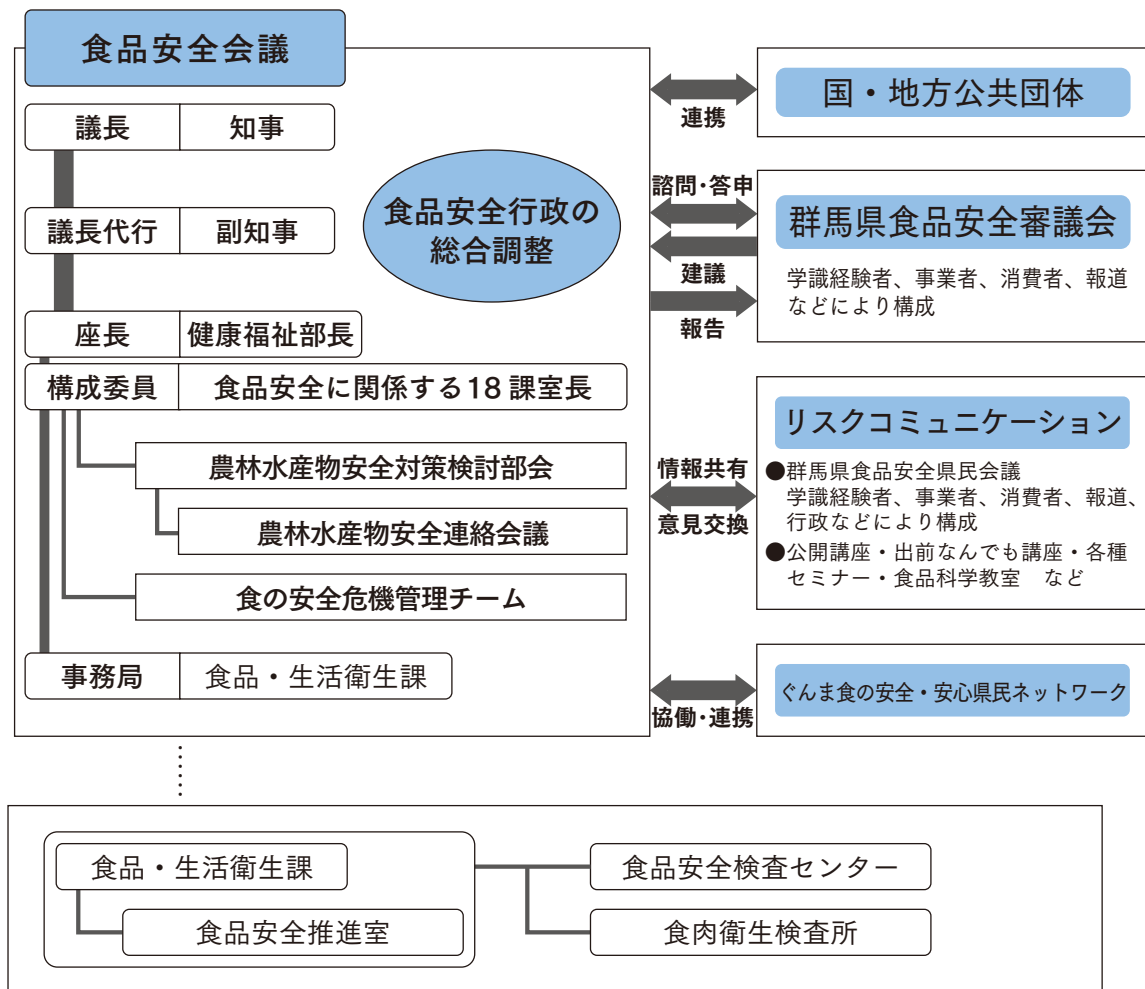 食品安全会議
議長 知事
議長代行 副知事
座長 健康福祉部長
構成委員 食品安全に関係する18課室長
農林水産物安全対策検討部会
農林水産物安全連絡会議
食の安全危機管理チーム
事務局 食品・生活衛生課
食品安全行政の
総合調整
連携
国・地方公共団体
諮問・答申
建議
報告
群馬県食品安全審議会
学識経験者、事業者、消費者、報道
などにより構成
情報共有
意見交換
リスクコミュニケーション
●群馬県食品安全県民会議
学識経験者、事業者、消費者、報道、
行政などにより構成
●公開講座・出前なんでも講座・各種
セミナー・食品科学教室 など
協働・連携
ぐんま食の安全・安心県民ネットワーク
食品・生活衛生課
食品安全推進室
食品安全検査センター
食肉衛生検査所